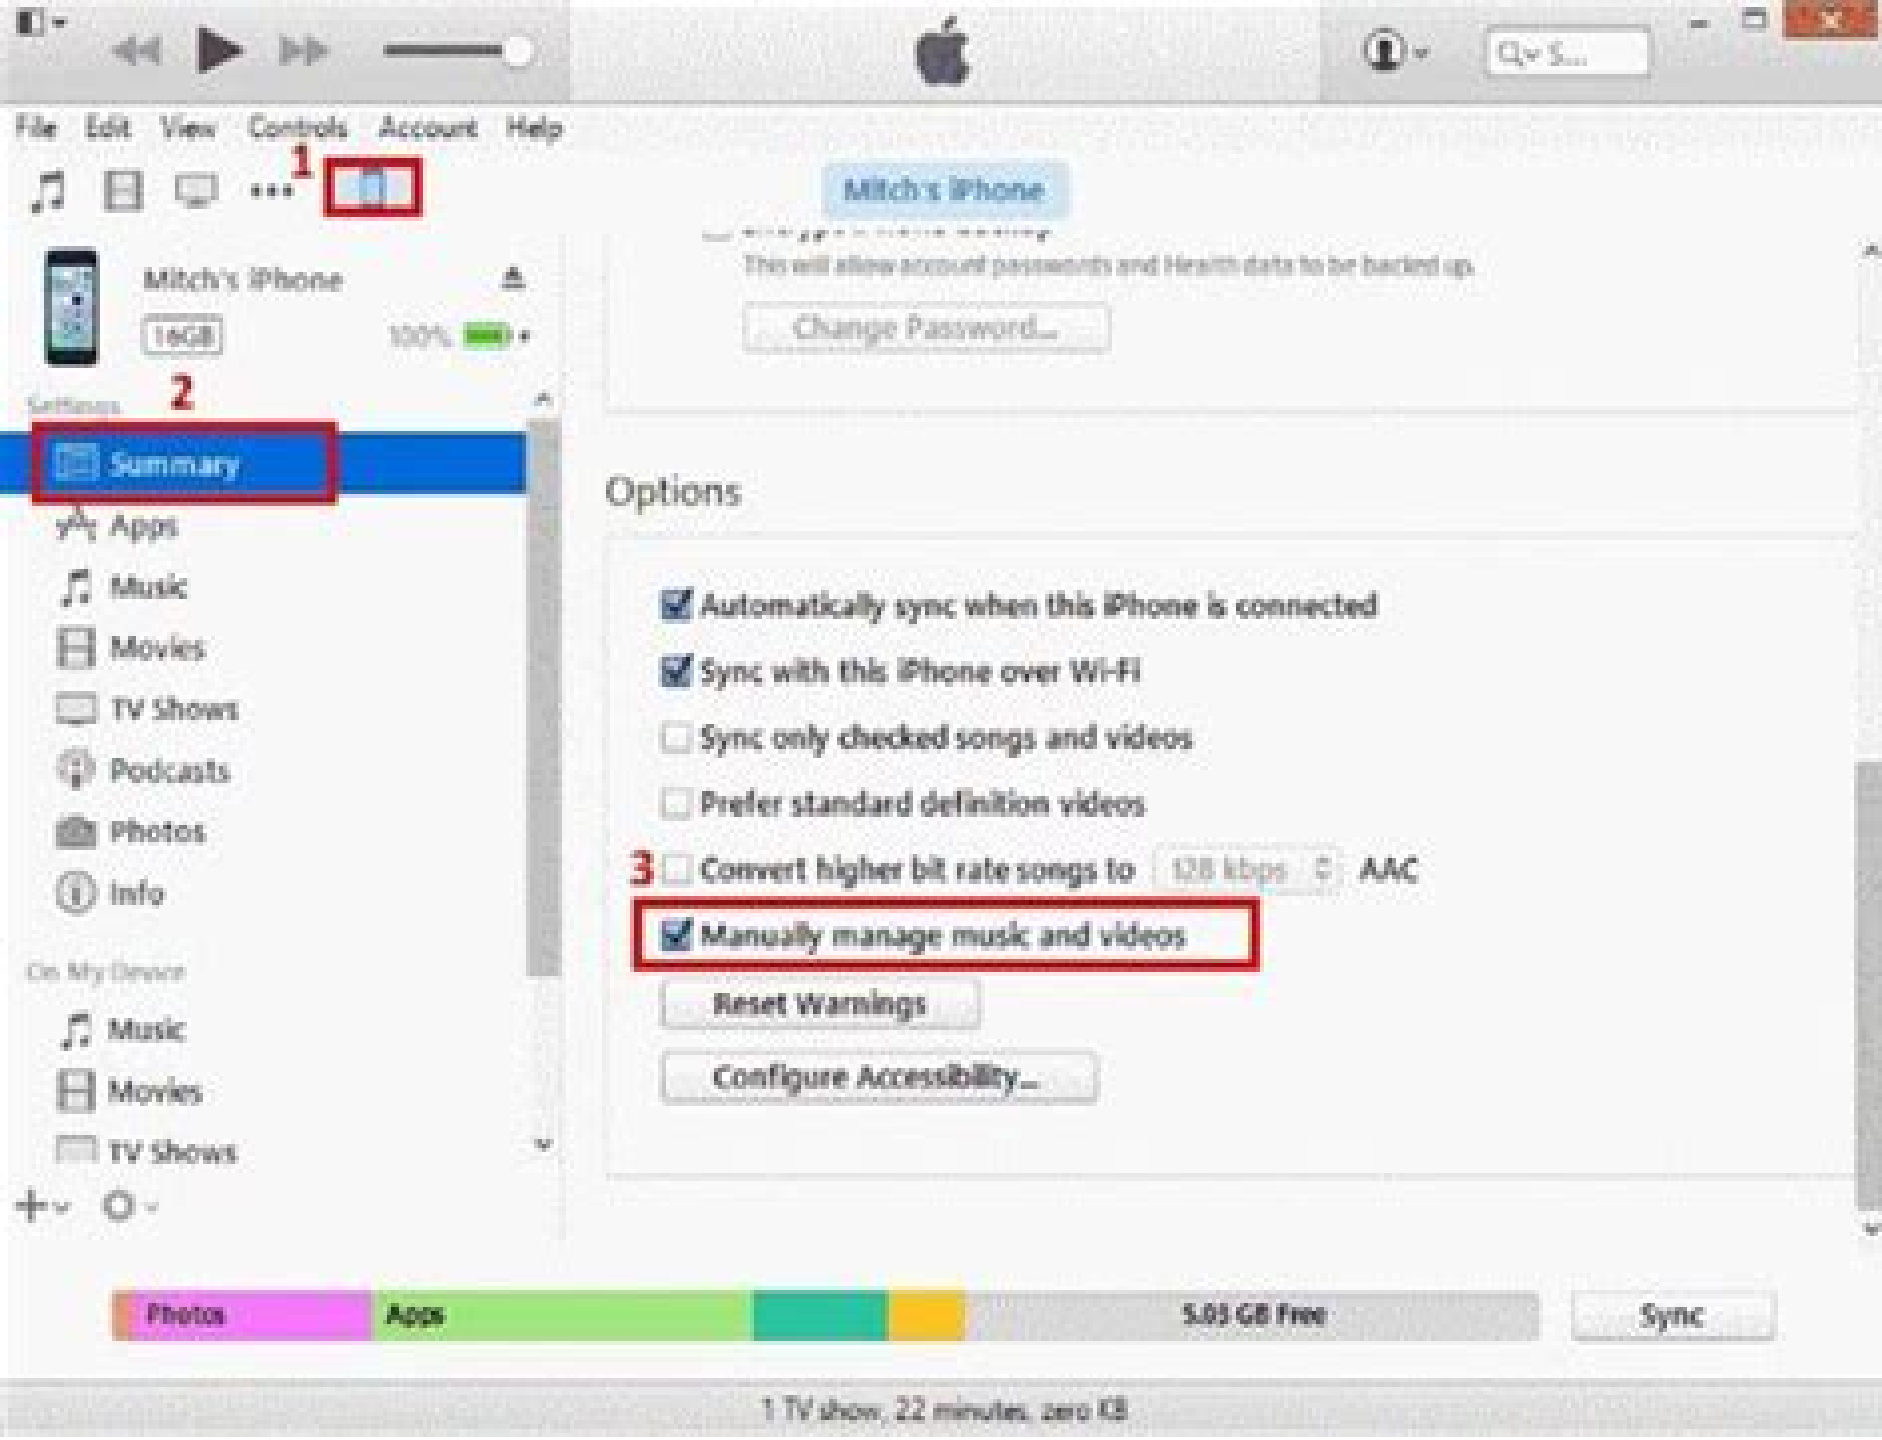 S...
File Edit View Controls Account Help
1
Mitch's iPhone
Mitch's iPhone
16GB
100%
This will allow account passwords and Health data to be backed up.
Change Password...
2
Settings
Summary
Apps
Music
Movies
TV Shows
Podcasts
Photos
Info
On My Device
Music
Movies
TV Shows
Options
Automatically sync when this iPhone is connected
Sync with this iPhone over Wi-Fi
Sync only checked songs and videos
Prefer standard definition videos
3 Convert higher bit rate songs to 128 kbps AAC
Manually manage music and videos
Reset Warnings
Configure Accessibility...
Photos Apps 5.03 GB Free Sync
1 TV show, 22 minutes, zero KB